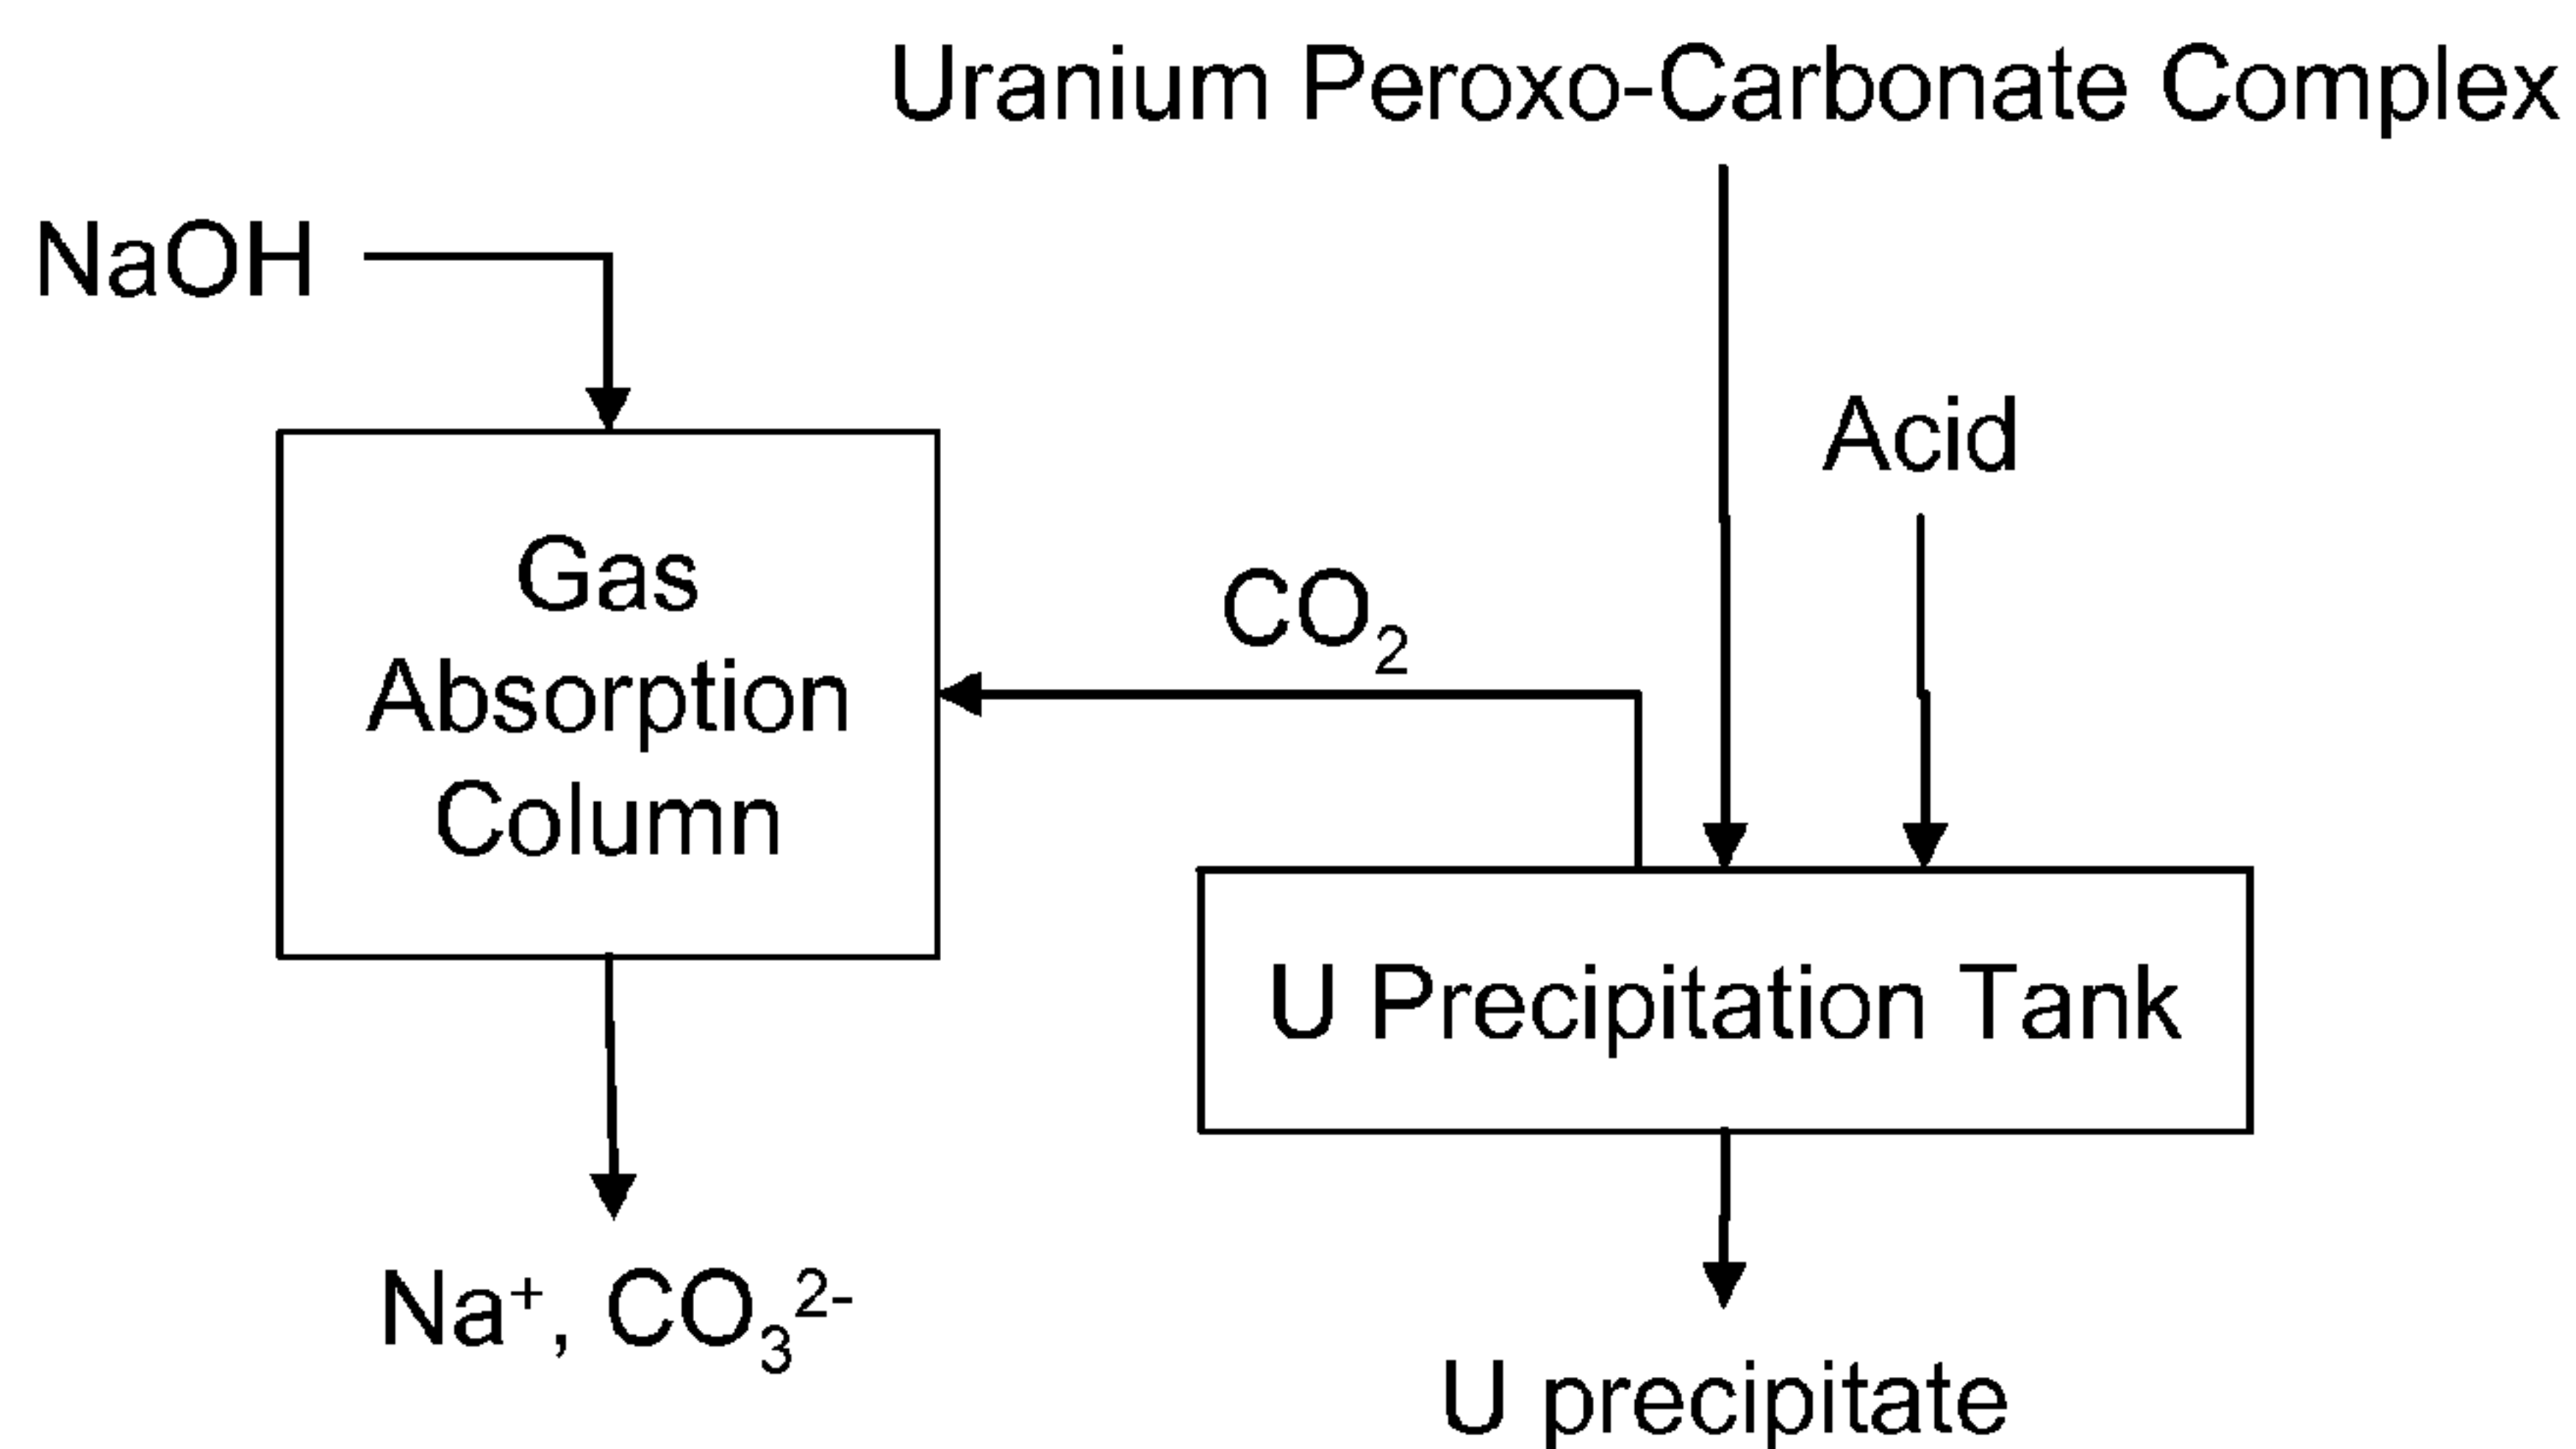 Uranium Peroxo-Carbonate Complex
NaOH
Acid
Gas
Absorption
Column
CO₂
U Precipitation Tank
Na⁺, CO₃²⁻
U precipitate